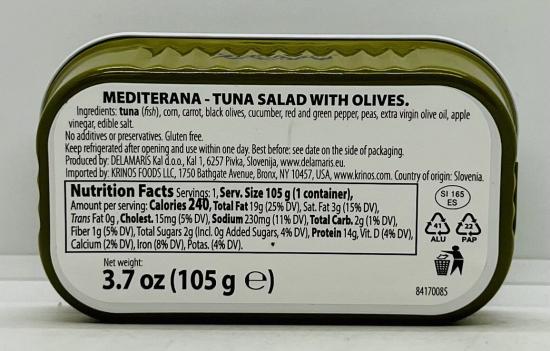 MEDITERANA - TUNA SALAD WITH OLIVES.
Ingredients: tuna (fish), corn, carrot, black olives, cucumber, red and green pepper, peas, extra virgin olive oil, apple
vinegar, edible salt.
No additives or preservatives. Gluten free.
Keep refrigerated after opening and use within one day. Best before: see date on the side of packaging.
Produced by: DELAMARIS Kal d.o.o., Kal 1, 6257 Pivka, Slovenija, www.delamaris.eu.
Imported by: KRINOS FOODS LLC, 1750 Bathgate Avenue, Bronx, NY 10457, USA, www.krinos.com. Country of origin: Slovenia.
Nutrition Facts Servings: 1, Serv. Size 105 g (1 container),
Amount per serving: Calories 240, Total Fat 19g (25% DV), Sat. Fat 3g (15% DV),
Trans Fat 0g, Cholest. 15mg (5% DV), Sodium 230mg (11% DV), Total Carb. 2g (1% DV),
Fiber 1g (5% DV), Total Sugars 2g (Incl. 0g Added Sugars, 4% DV), Protein 14g, Vit. D (4% DV),
Calcium (2% DV), Iron (8% DV), Potas. (4% DV).
SI 165
ES
41
ALU
22
PAP
Net weight:
3.7 oz (105 g ℮)
84170085